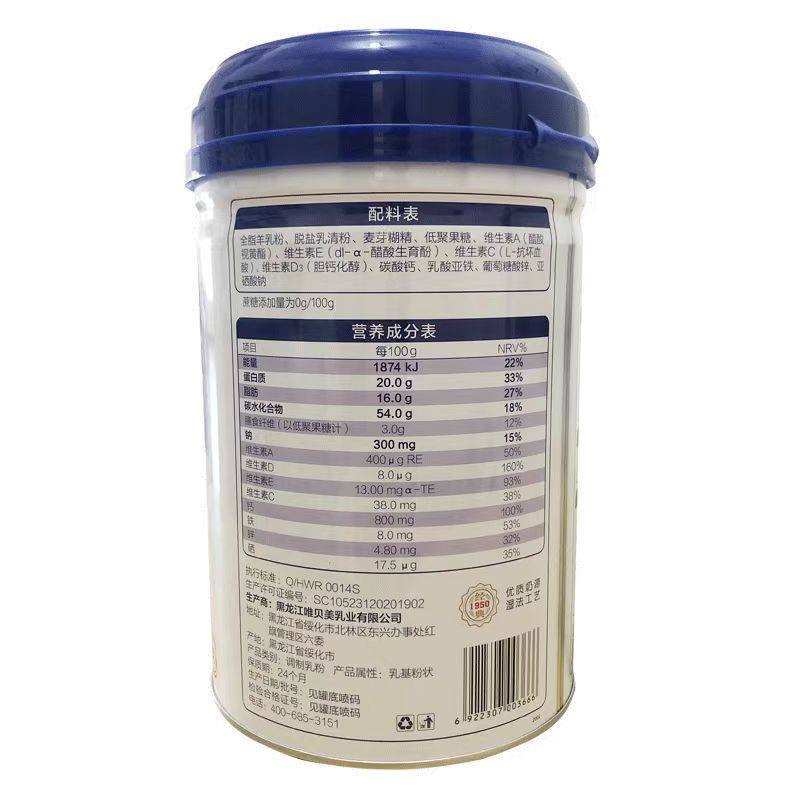 配料表
全脂羊乳粉、脱盐乳清粉、麦芽糊精、低聚果糖、维生素A（醋酸
视黄酯）、维生素E（dl-α-醋酸生育酚）、维生素C（L-抗坏血
酸）、维生素D3（胆钙化醇）、碳酸钙、乳酸亚铁、葡萄糖酸锌、亚
硒酸钠
蔗糖添加量为0g/100g
营养成分表
项目 每100g NRV%
能量 1874 kJ 22%
蛋白质 20.0 g 33%
脂肪 16.0 g 27%
碳水化合物 54.0 g 18%
膳食纤维（以低聚果糖计） 3.0g 12%
钠 300 mg 15%
维生素A 400μg RE 50%
维生素D 8.0μg 160%
维生素E 13.00 mg α-TE 93%
维生素C 38.0 mg 38%
钙 800 mg 100%
铁 8.0 mg 53%
锌 4.80 mg 32%
硒 17.5 μg 35%
执行标准：Q/HWR 0014S
生产许可证编号：SC10523120201902
生产商：黑龙江唯贝美乳业有限公司
地址：黑龙江省绥化市北林区东兴办事处红
旗管理区六委
产地：黑龙江省绥化市
产品类别：调制乳粉 产品属性：乳基粉状
保质期：24个月
生产日期/批号：见罐底喷码
检验合格证号：见罐底喷码
电话：400-685-3151
经
1950
典
优质奶源
湿法工艺
6 922307 003666